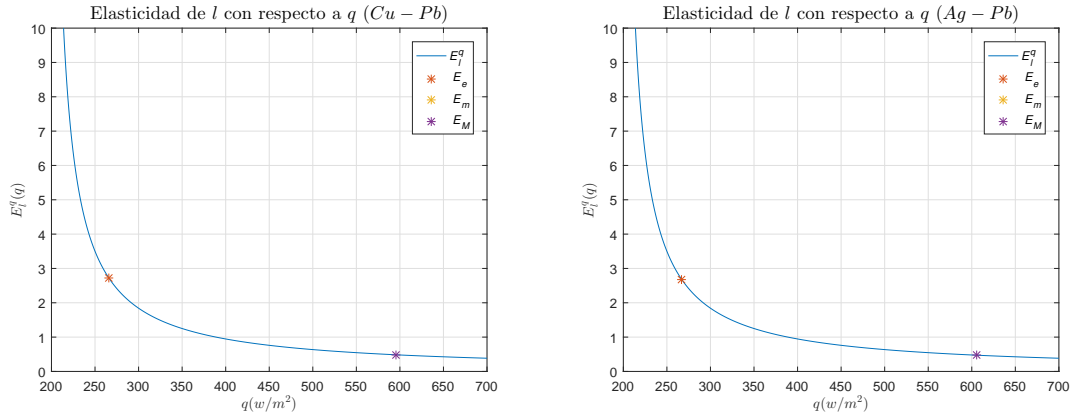 Elasticidad de l con respecto a q (Cu − Pb)
10
9
8
7
6
5
4
3
2
1
0
E_l^q(q)
200 250 300 350 400 450 500 550 600 650 700
q(w/m²)
E_l^q
E_e
E_m
E_M
Elasticidad de l con respecto a q (Ag − Pb)
10
9
8
7
6
5
4
3
2
1
0
E_l^q(q)
200 250 300 350 400 450 500 550 600 650 700
q(w/m²)
E_l^q
E_e
E_m
E_M